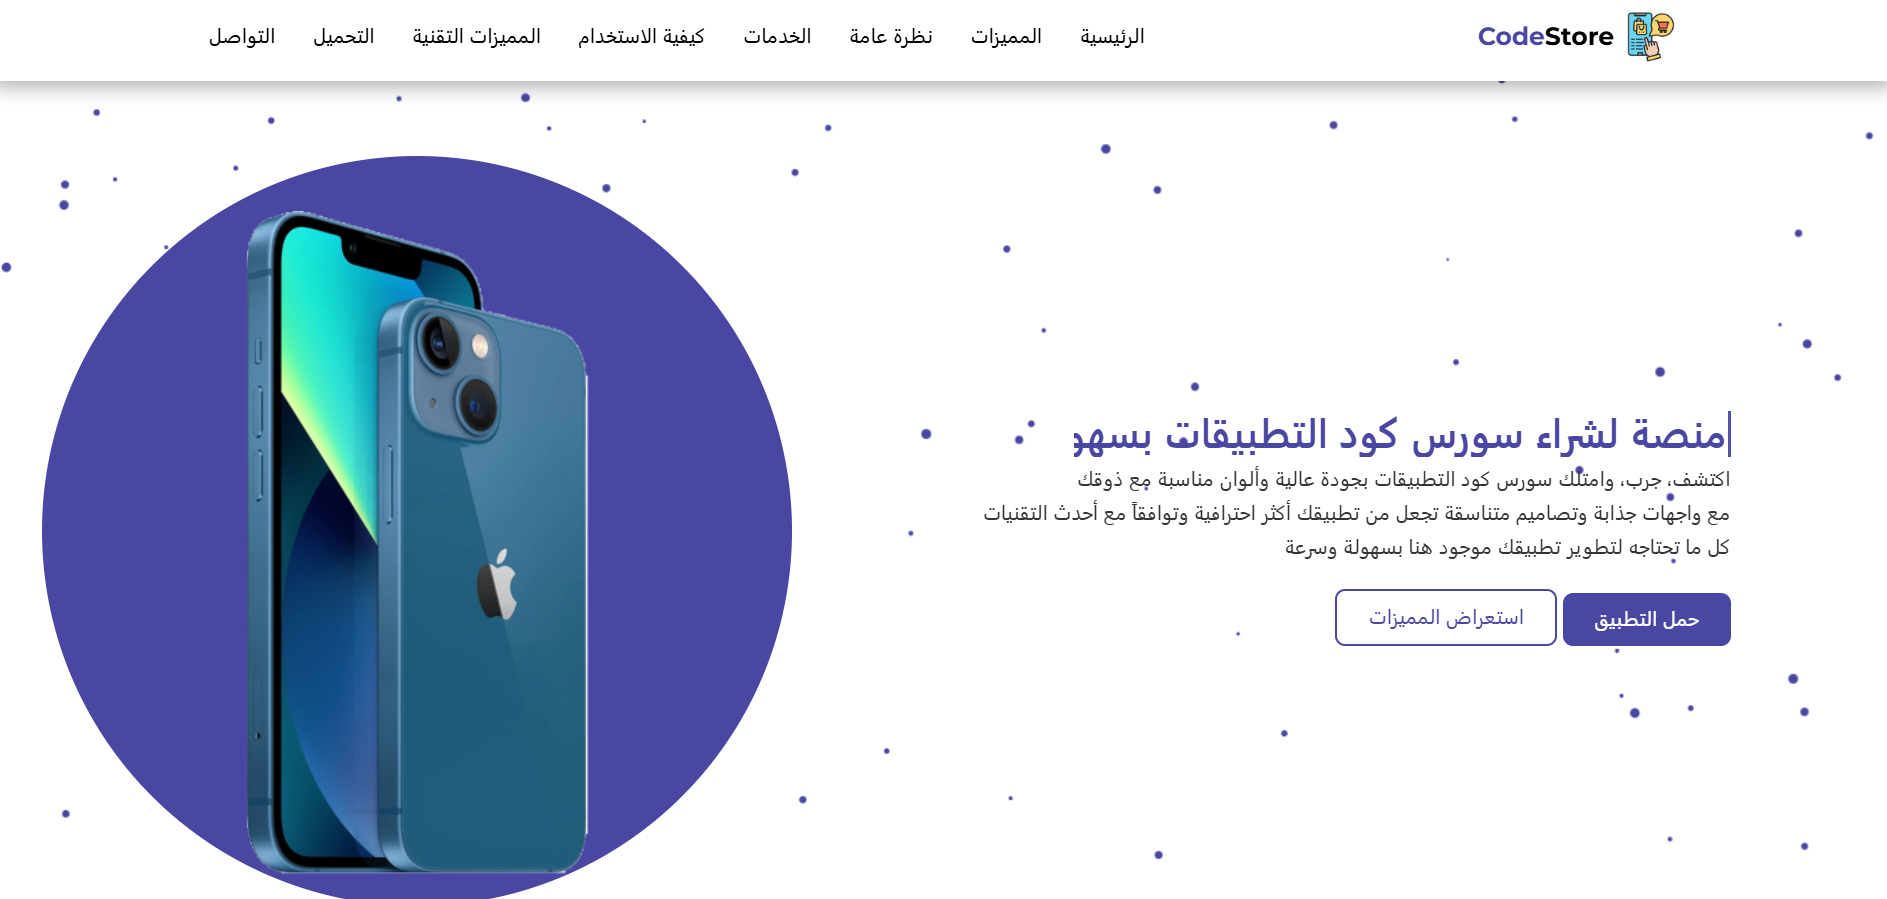 CodeStore
الرئيسية
المميزات
نظرة عامة
الخدمات
كيفية الاستخدام
المميزات التقنية
التحميل
التواصل
منصة لشراء سورس كود التطبيقات بسهو
اكتشف، جرب، وامتلك سورس كود التطبيقات بجودة عالية وألوان مناسبة مع ذوقك
مع واجهات جذابة وتصاميم متناسقة تجعل من تطبيقك أكثر احترافية وتوافقاً مع أحدث التقنيات
كل ما تحتاجه لتطوير تطبيقك موجود هنا بسهولة وسرعة
حمل التطبيق
استعراض المميزات